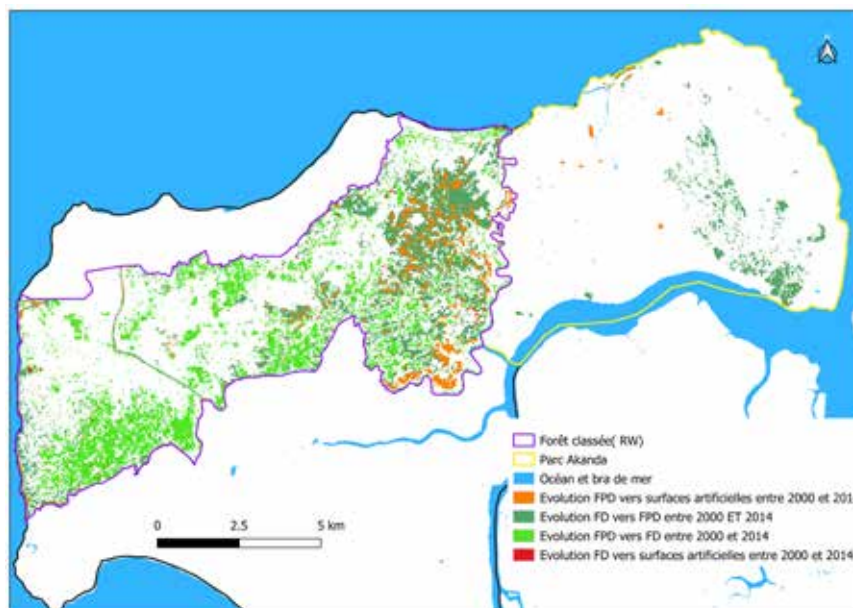 Forêt classée( RW)
Parc Akanda
Océan et bra de mer
Evolution FPD vers surfaces artificielles entre 2000 et 201
Evolution FD vers FPD entre 2000 ET 2014
Evolution FPD vers FD entre 2000 et 2014
Evolution FD vers surfaces artificielles entre 2000 et 2014
0 2.5 5 km